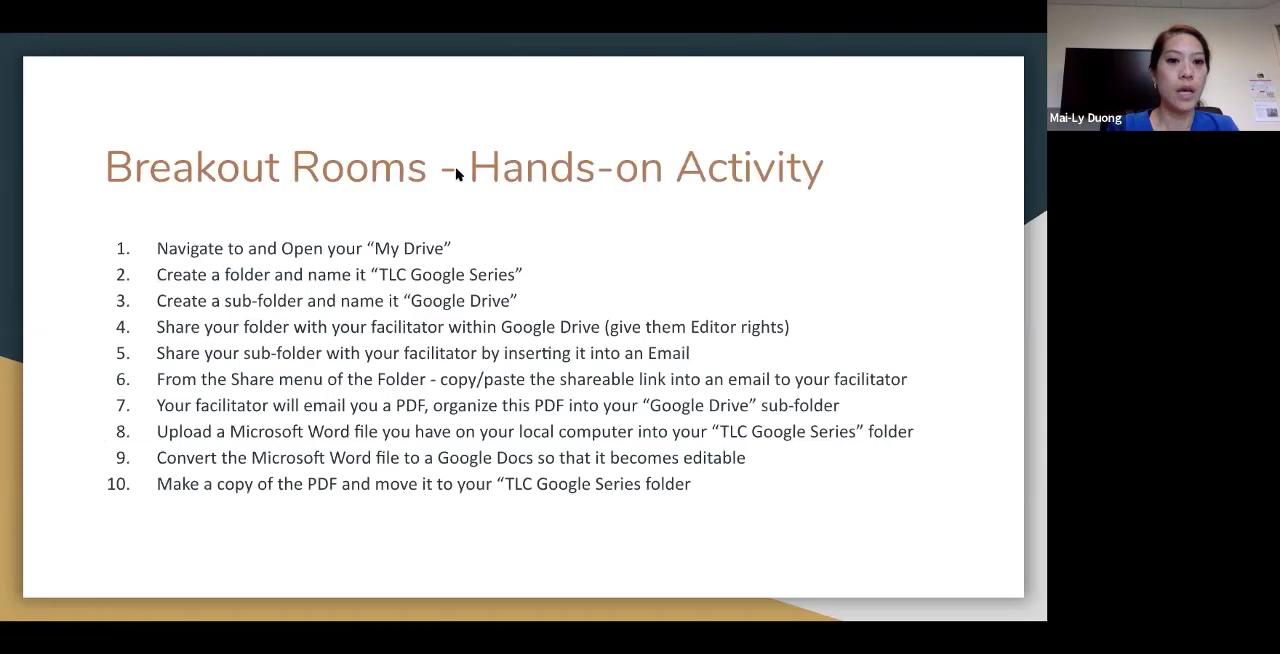 Breakout Rooms - Hands-on Activity
1. Navigate to and Open your “My Drive”
2. Create a folder and name it “TLC Google Series”
3. Create a sub-folder and name it “Google Drive”
4. Share your folder with your facilitator within Google Drive (give them Editor rights)
5. Share your sub-folder with your facilitator by inserting it into an Email
6. From the Share menu of the Folder - copy/paste the shareable link into an email to your facilitator
7. Your facilitator will email you a PDF, organize this PDF into your “Google Drive” sub-folder
8. Upload a Microsoft Word file you have on your local computer into your “TLC Google Series” folder
9. Convert the Microsoft Word file to a Google Docs so that it becomes editable
10. Make a copy of the PDF and move it to your “TLC Google Series folder
Mai-Ly Duong